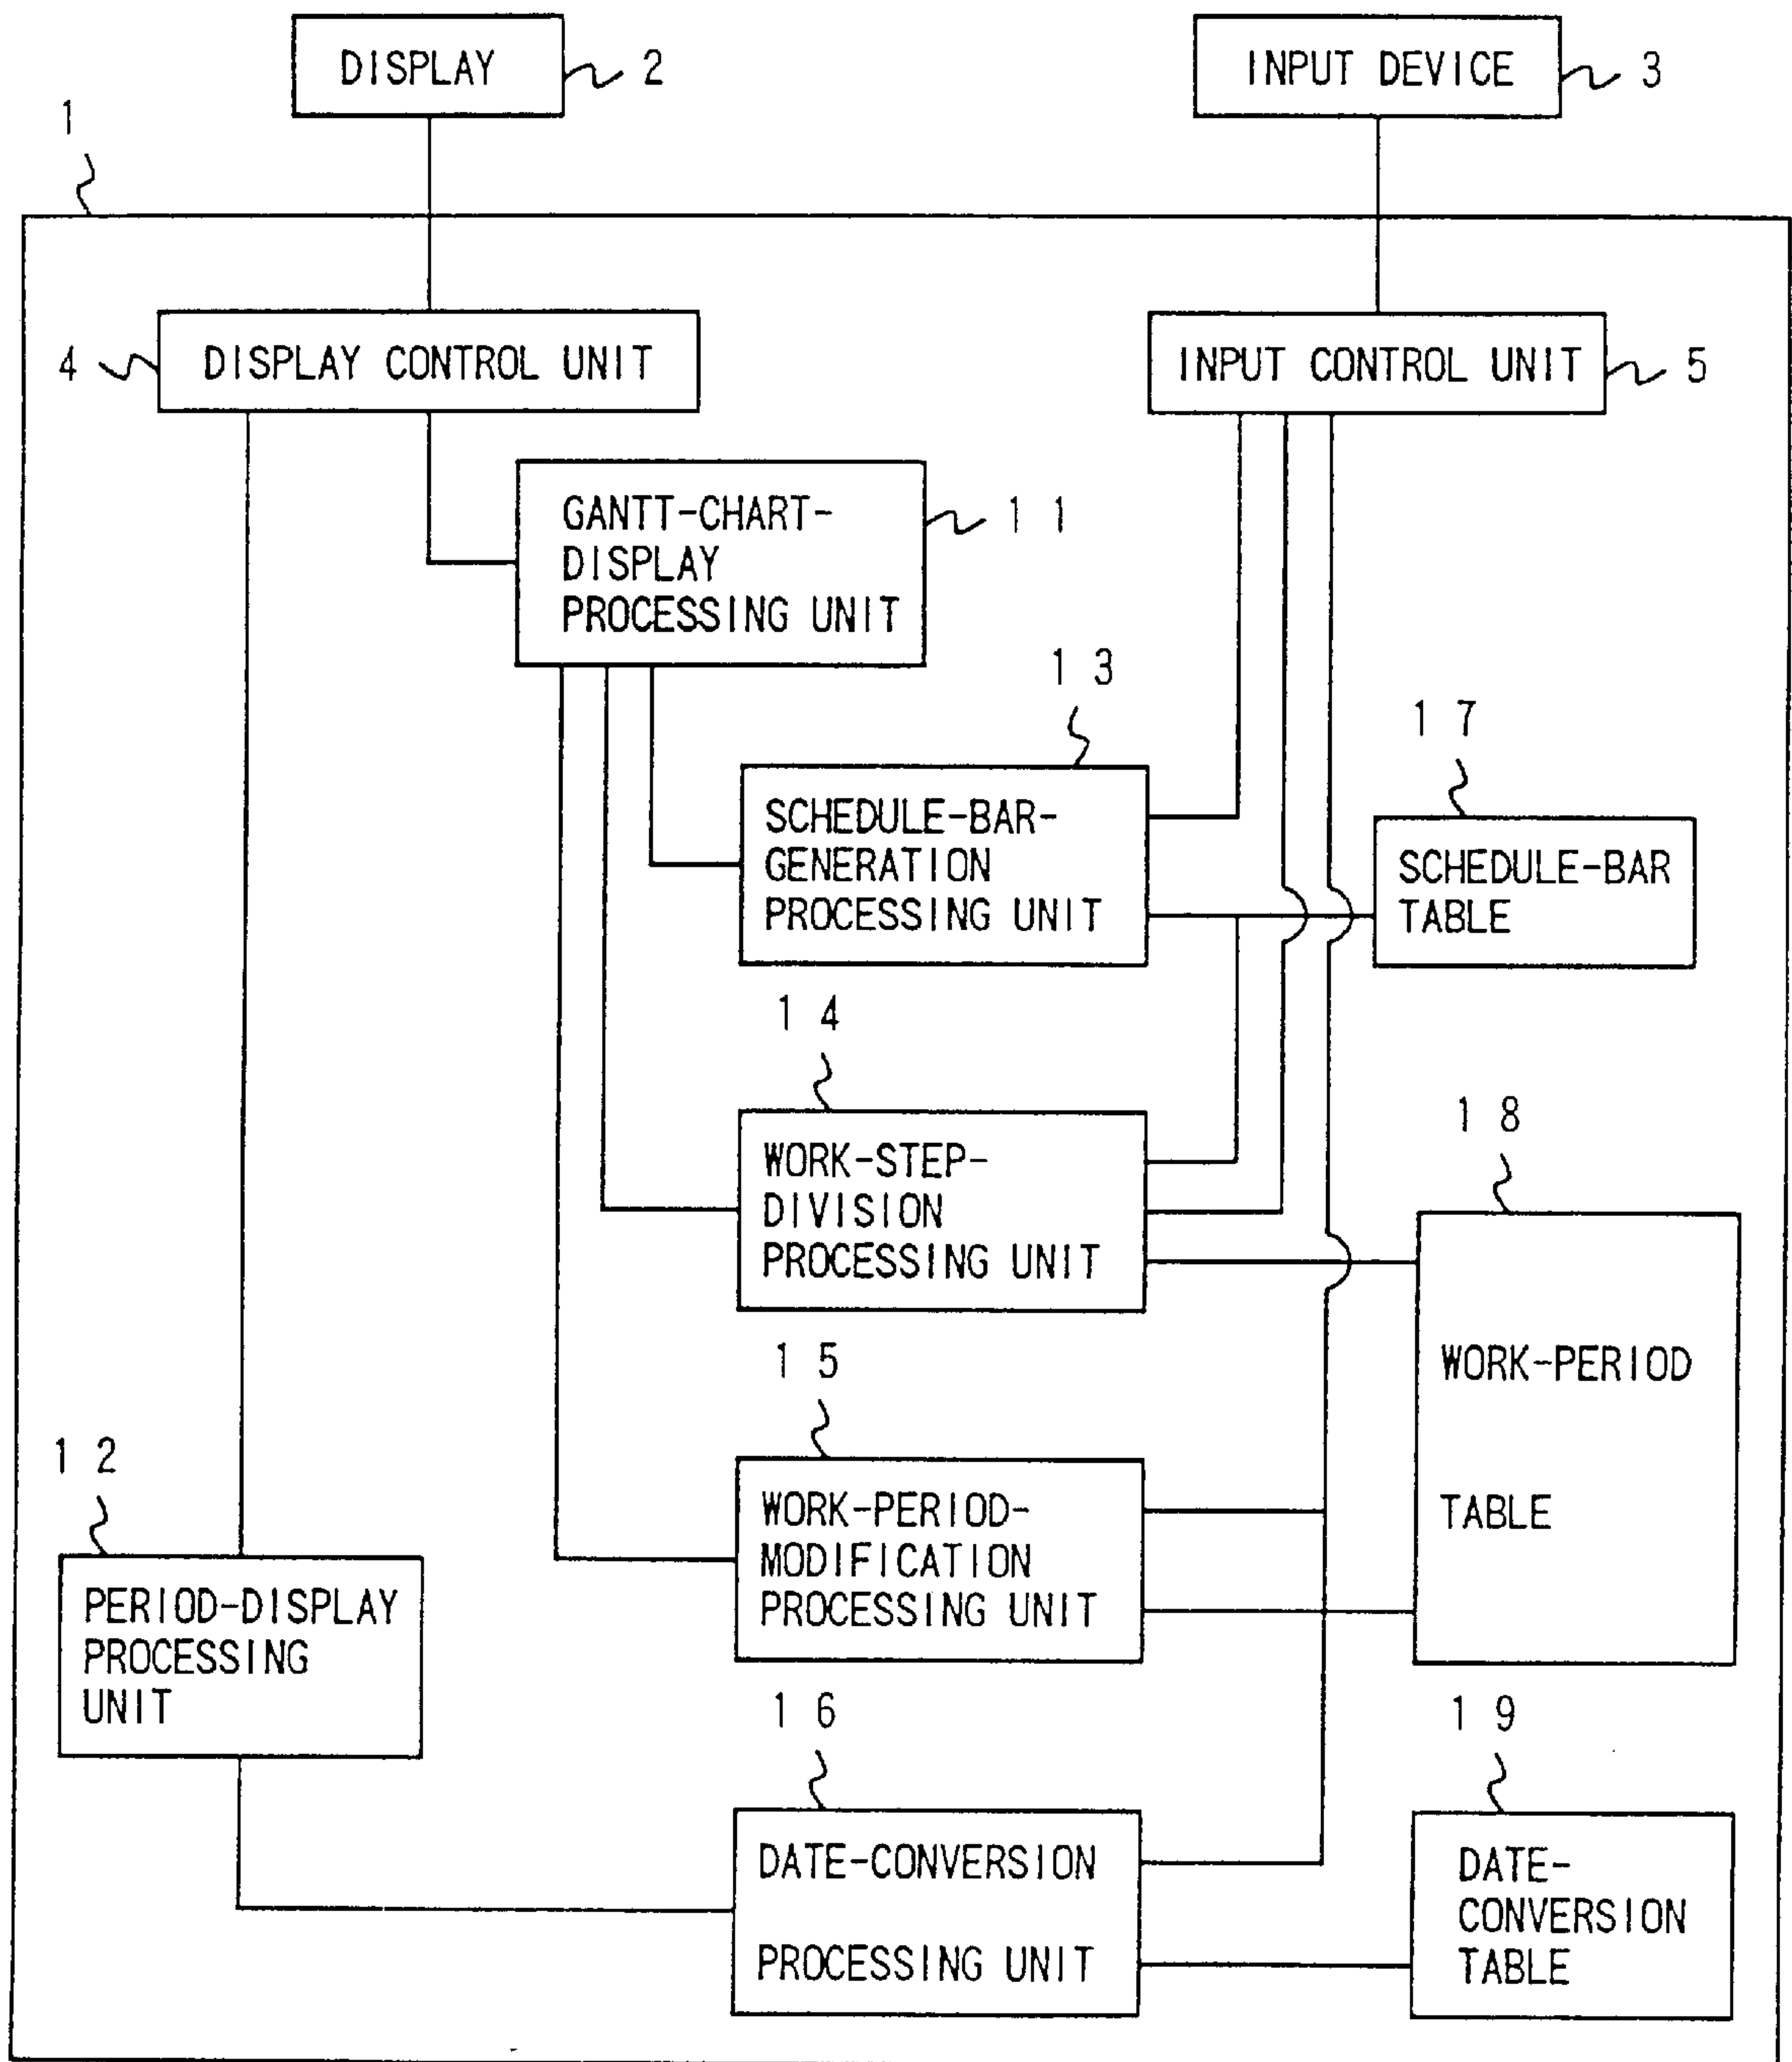 DISPLAY
2
INPUT DEVICE
3
1
4
DISPLAY CONTROL UNIT
INPUT CONTROL UNIT
5
GANTT-CHART-
DISPLAY
PROCESSING UNIT
11
13
SCHEDULE-BAR-
GENERATION
PROCESSING UNIT
17
SCHEDULE-BAR
TABLE
14
WORK-STEP-
DIVISION
PROCESSING UNIT
18
WORK-PERIOD
TABLE
15
WORK-PERIOD-
MODIFICATION
PROCESSING UNIT
12
PERIOD-DISPLAY
PROCESSING
UNIT
16
DATE-CONVERSION
PROCESSING UNIT
19
DATE-
CONVERSION
TABLE